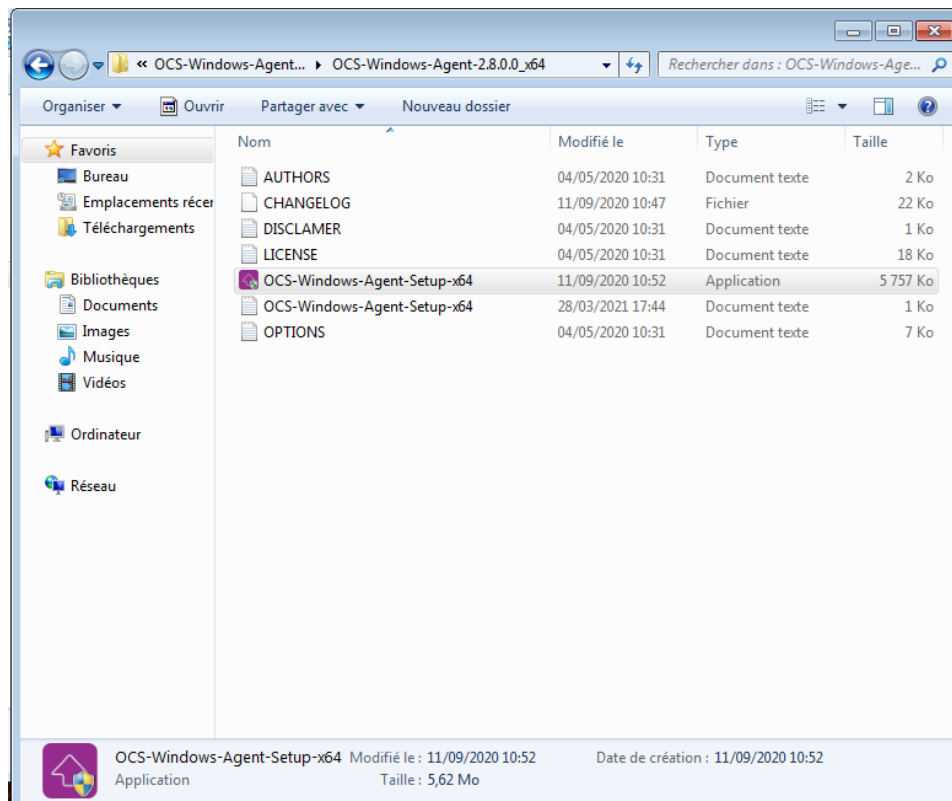 « OCS-Windows-Agent... ▸ OCS-Windows-Agent-2.8.0.0_x64 Rechercher dans : OCS-Windows-Age...
Organiser Ouvrir Partager avec Nouveau dossier
Favoris
Bureau
Emplacements récer
Téléchargements
Bibliothèques
Documents
Images
Musique
Vidéos
Ordinateur
Réseau
Nom Modifié le Type Taille
AUTHORS 04/05/2020 10:31 Document texte 2 Ko
CHANGELOG 11/09/2020 10:47 Fichier 22 Ko
DISCLAMER 04/05/2020 10:31 Document texte 1 Ko
LICENSE 04/05/2020 10:31 Document texte 18 Ko
OCS-Windows-Agent-Setup-x64 11/09/2020 10:52 Application 5 757 Ko
OCS-Windows-Agent-Setup-x64 28/03/2021 17:44 Document texte 1 Ko
OPTIONS 04/05/2020 10:31 Document texte 7 Ko
OCS-Windows-Agent-Setup-x64 Modifié le : 11/09/2020 10:52 Date de création : 11/09/2020 10:52
Application Taille : 5,62 Mo